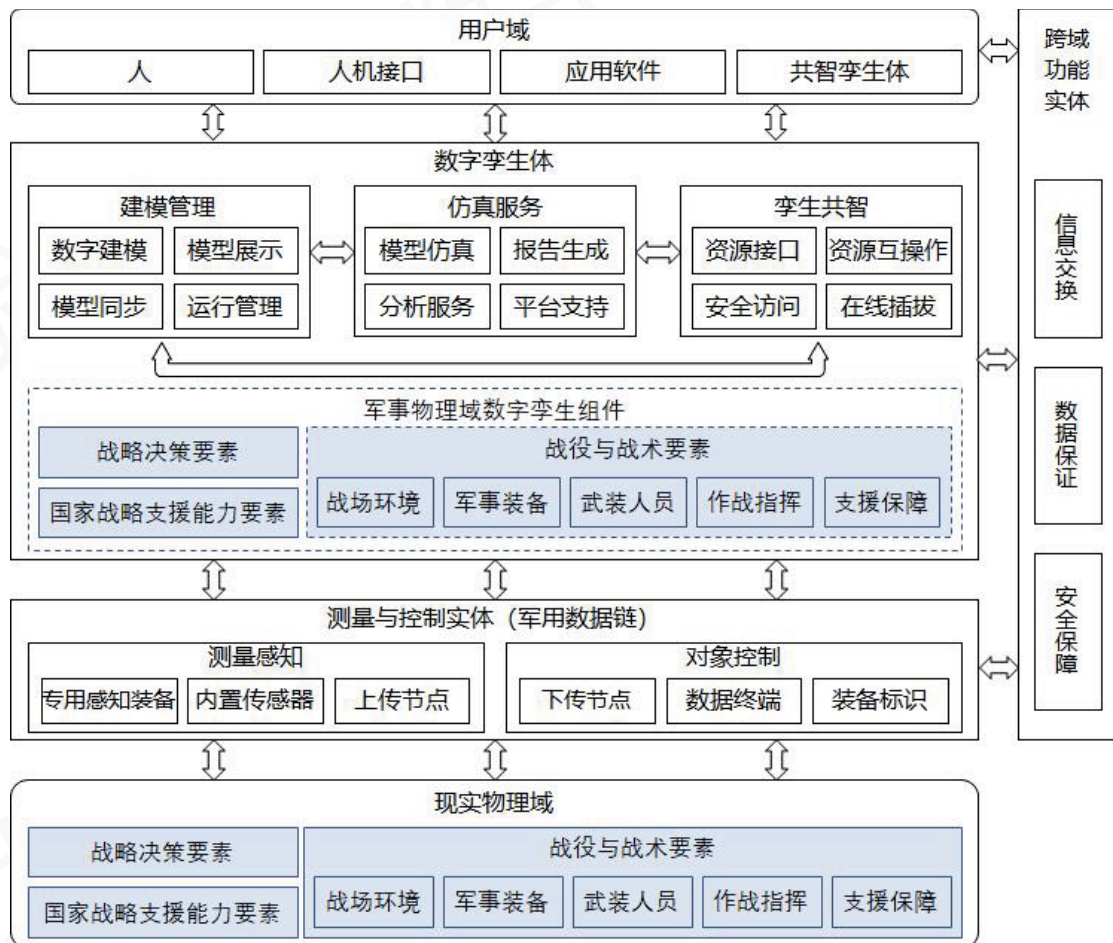 用户域
人
人机接口
应用软件
共智孪生体
跨域
功能
实体
信息交换
数据保证
安全保障
数字孪生体
建模管理
数字建模
模型展示
模型同步
运行管理
仿真服务
模型仿真
报告生成
分析服务
平台支持
孪生共智
资源接口
资源互操作
安全访问
在线插拔
军事物理域数字孪生组件
战略决策要素
国家战略支援能力要素
战役与战术要素
战场环境
军事装备
武装人员
作战指挥
支援保障
测量与控制实体（军用数据链）
测量感知
专用感知装备
内置传感器
上传节点
对象控制
下传节点
数据终端
装备标识
现实物理域
战略决策要素
国家战略支援能力要素
战役与战术要素
战场环境
军事装备
武装人员
作战指挥
支援保障